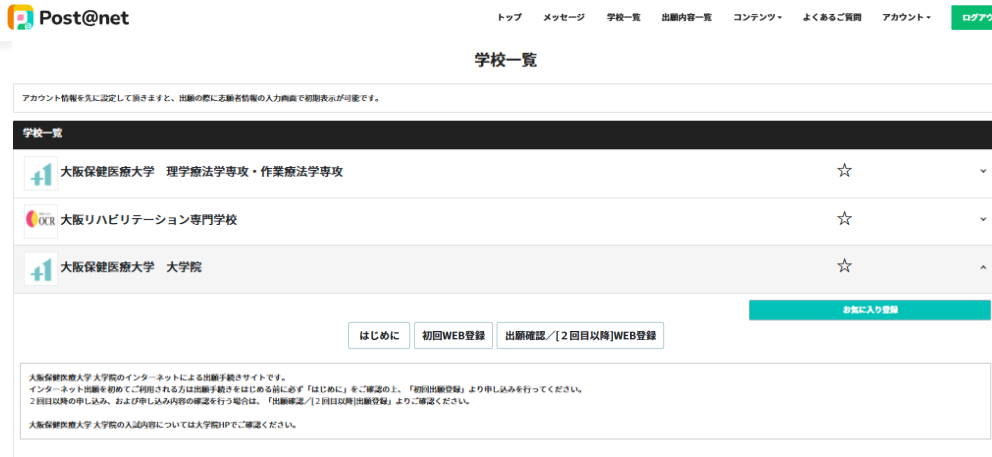 Post@net
トップ メッセージ 学校一覧 出願内容一覧 コンテンツ よくあるご質問 アカウント ログアウ
学校一覧
アカウント情報を先に設定して頂きますと、出願の際に志願者情報の入力画面で初期表示が可能です。
学校一覧
大阪保健医療大学 理学療法学専攻・作業療法学専攻
OCR 大阪リハビリテーション専門学校
大阪保健医療大学 大学院
お気に入り登録
はじめに 初回WEB登録 出願確認／[２回目以降]WEB登録
大阪保健医療大学 大学院のインターネットによる出願手続きサイトです。
インターネット出願を初めてご利用される方は出願手続きをはじめる前に必ず「はじめに」をご確認の上、「初回出願登録」より申し込みを行ってください。
２回目以降の申し込み、および申し込み内容の確認を行う場合は、「出願確認／[２回目以降]出願登録」よりご確認ください。
大阪保健医療大学 大学院の入試内容については大学院HPでご確認ください。